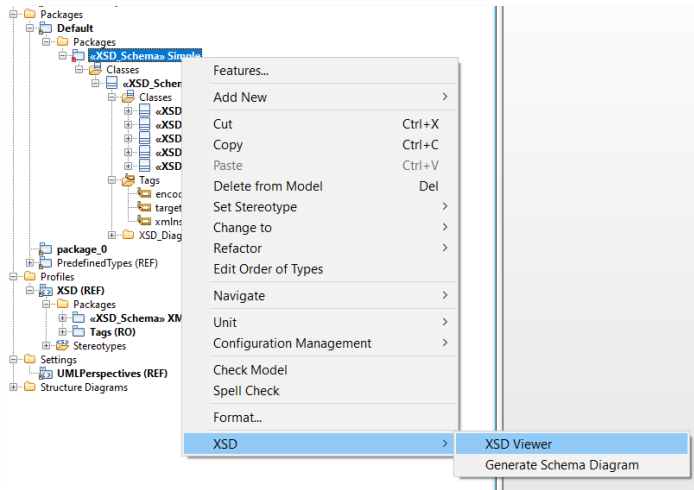 Packages
Default
Packages
«XSD_Schema» Simple
Classes
«XSD_Schem
Classes
«XSD
«XSD
«XSD
«XSD
«XSD
Tags
encod
target
xmlns
XSD_Diag
package_0
PredefinedTypes (REF)
Profiles
XSD (REF)
Packages
«XSD_Schema» XM
Tags (RO)
Stereotypes
Settings
UMLPerspectives (REF)
Structure Diagrams
Features...
Add New
Cut Ctrl+X
Copy Ctrl+C
Paste Ctrl+V
Delete from Model Del
Set Stereotype
Change to
Refactor
Edit Order of Types
Navigate
Unit
Configuration Management
Check Model
Spell Check
Format...
XSD
XSD Viewer
Generate Schema Diagram